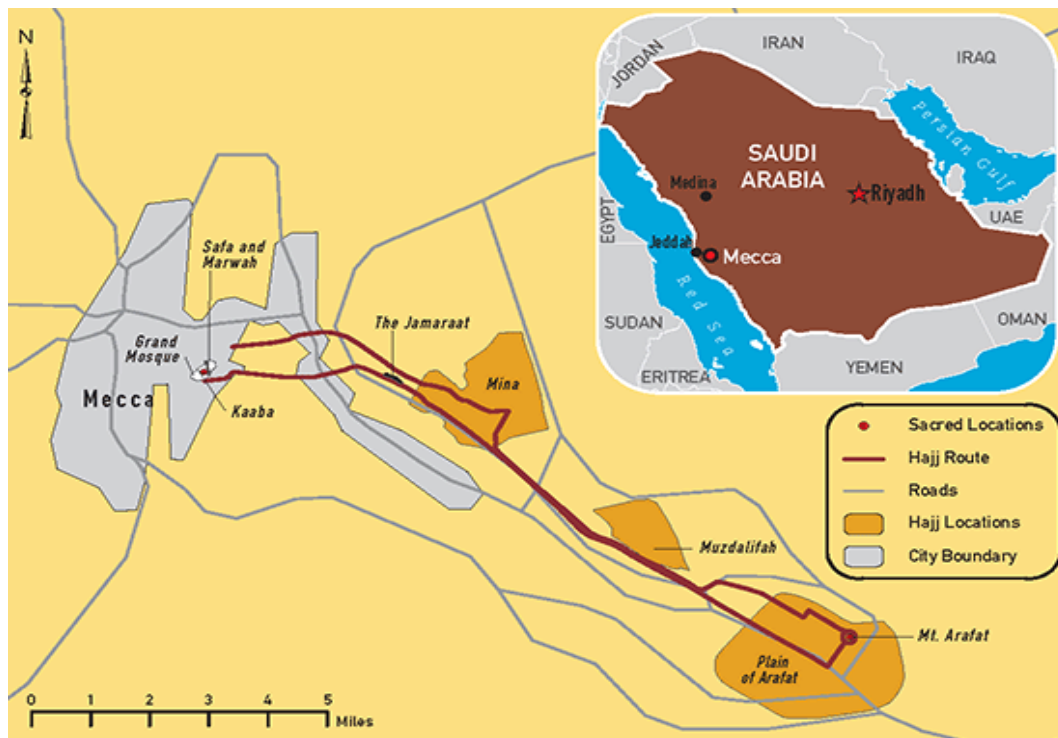 N
Safa and
Marwah
Grand
Mosque
Mecca
Kaaba
The Jamaraat
Mina
Muzdalifah
Mt. Arafat
Plain
of Arafat
0 1 2 3 4 5
Miles
JORDAN
IRAN
IRAQ
Persian Gulf
SAUDI
ARABIA
Medina
Riyadh
EGYPT
UAE
Jeddah
Mecca
Red Sea
SUDAN
OMAN
ERITREA
YEMEN
Sacred Locations
Hajj Route
Roads
Hajj Locations
City Boundary